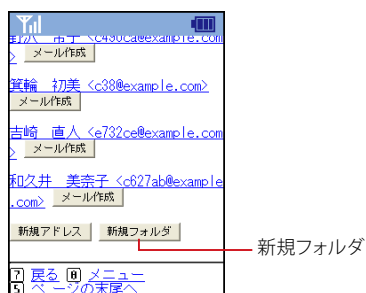 野沢　市子 <c490ca@example.com
> メール作成
箕輪　初美 <c38@example.com>
メール作成
吉崎　直人 <e732ce@example.com
> メール作成
和久井　美奈子 <c627ab@example
.com> メール作成
新規アドレス 新規フォルダ
新規フォルダ
7 戻る 0 メニュー
5 ページの末尾へ